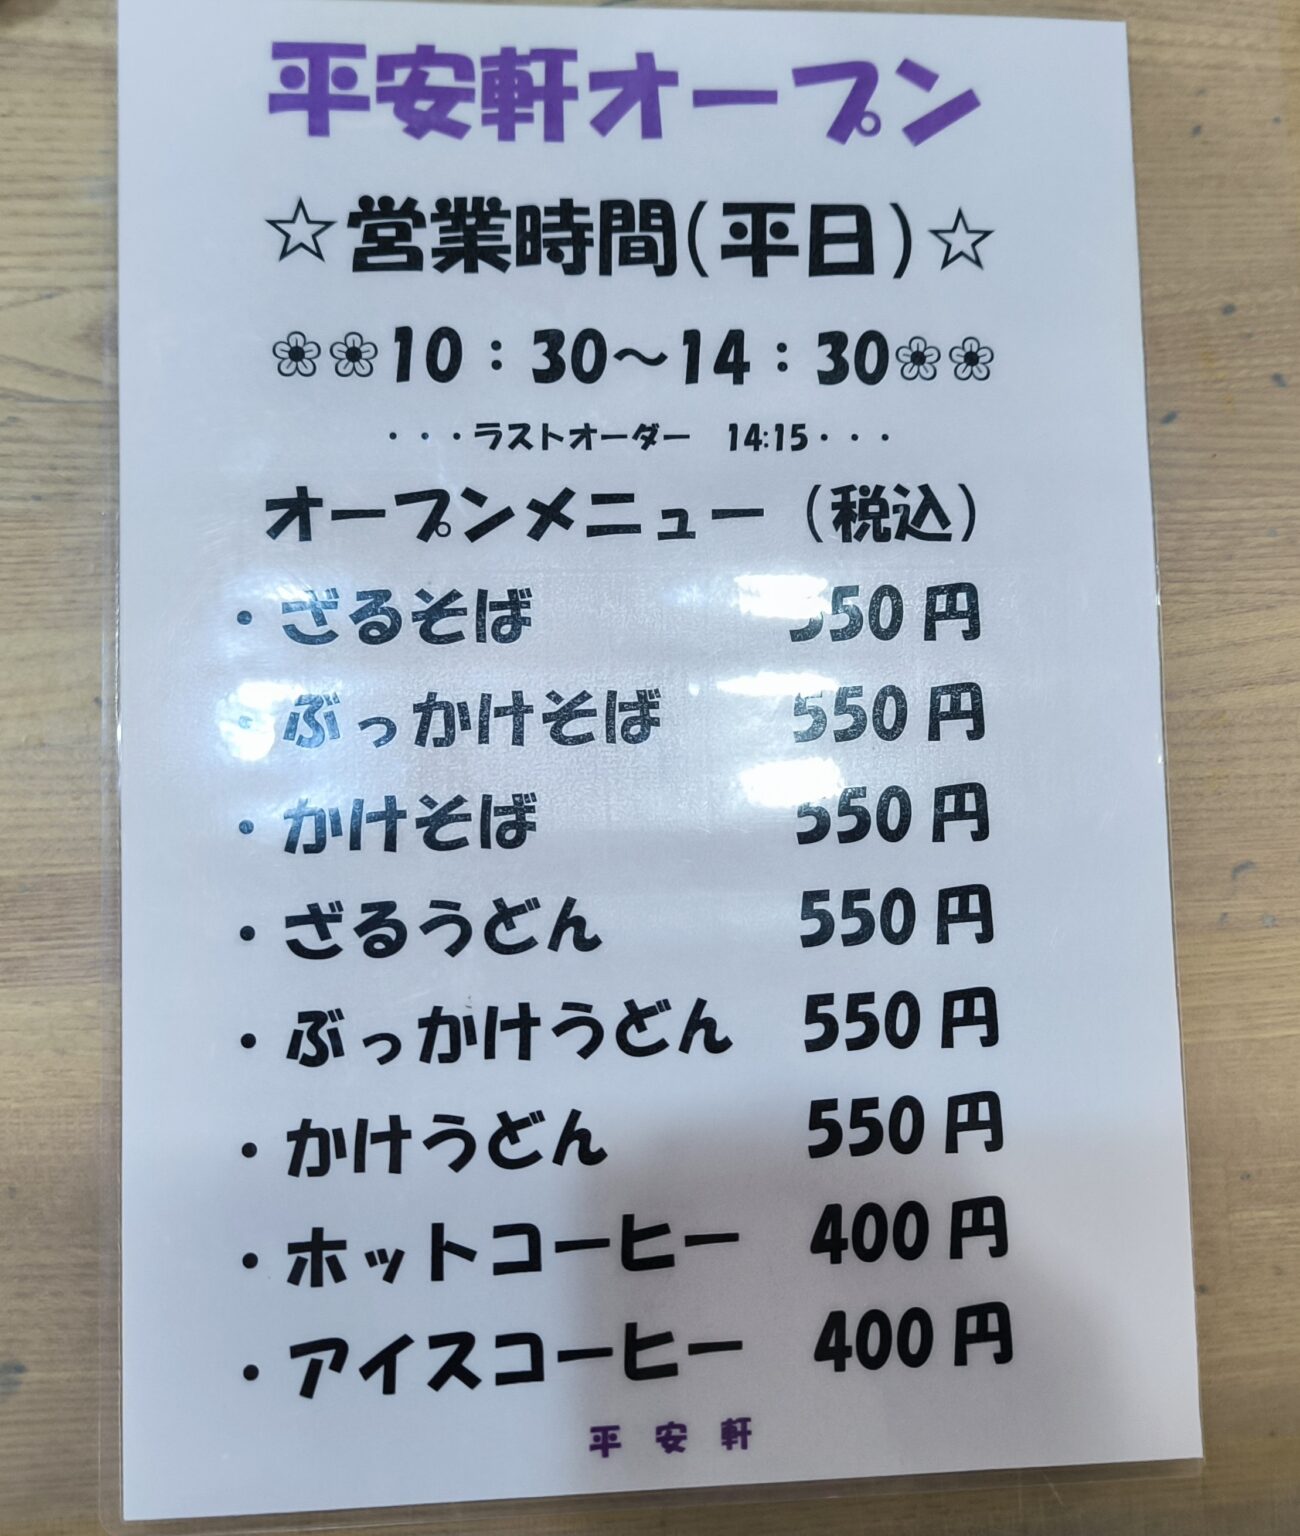 平安軒オープン
☆営業時間(平日)☆
10：30～14：30
・・・ラストオーダー 14:15・・・
オープンメニュー（税込）
・ざるそば 550円
・ぶっかけそば 550円
・かけそば 550円
・ざるうどん 550円
・ぶっかけうどん 550円
・かけうどん 550円
・ホットコーヒー 400円
・アイスコーヒー 400円
平安軒